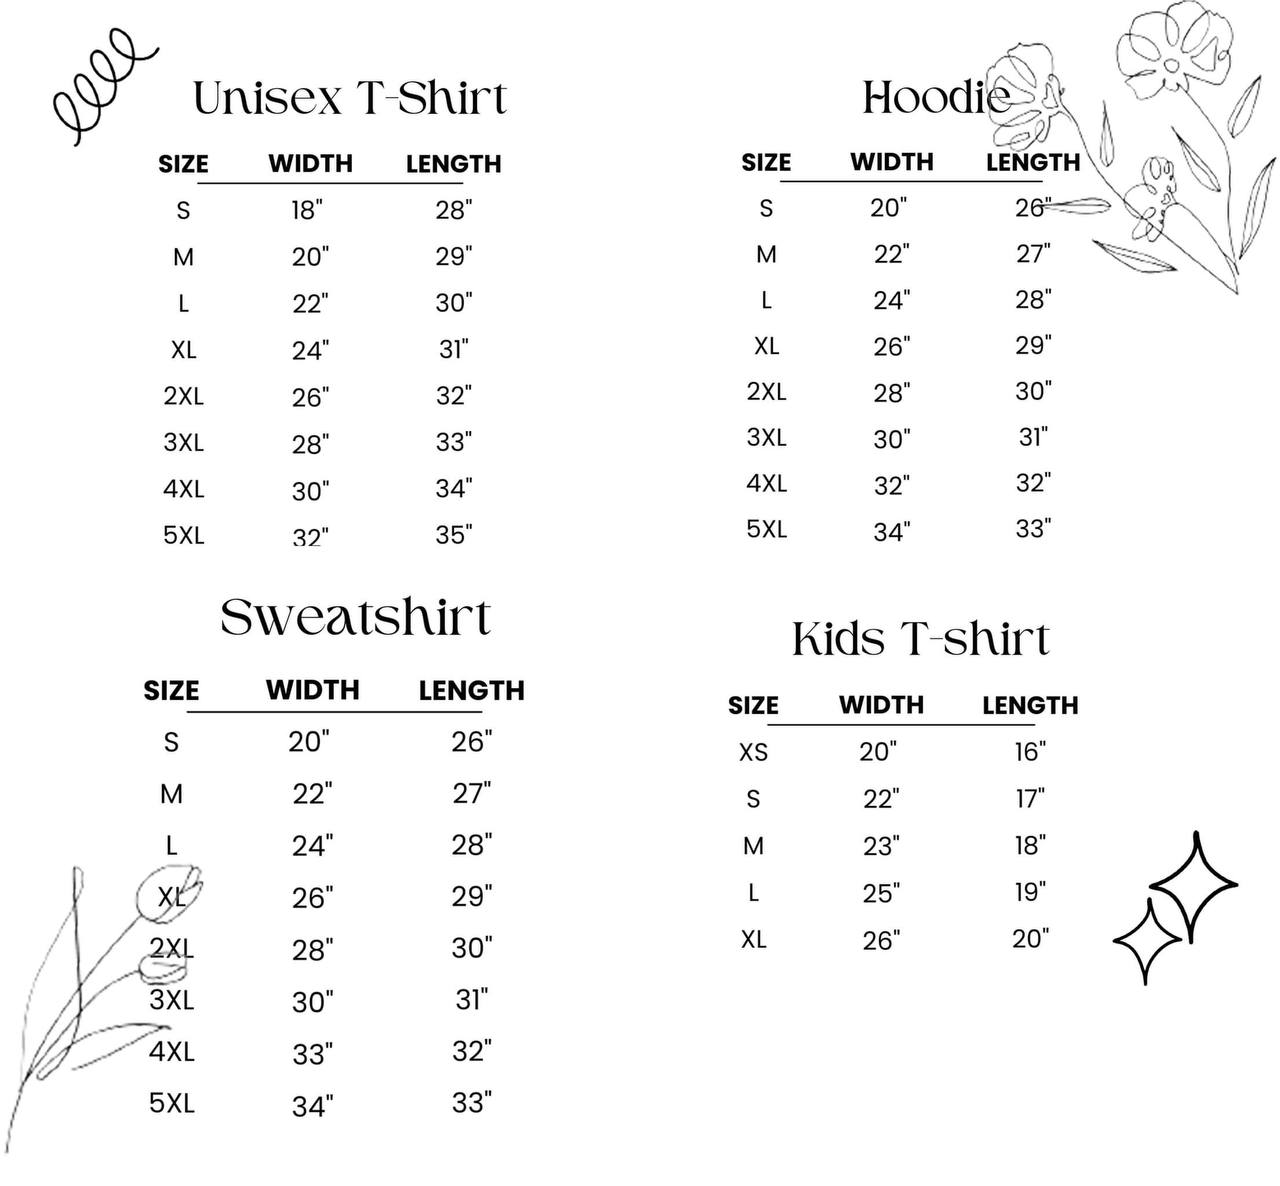 Unisex T-Shirt
SIZE WIDTH LENGTH
S 18" 28"
M 20" 29"
L 22" 30"
XL 24" 31"
2XL 26" 32"
3XL 28" 33"
4XL 30" 34"
5XL 32" 35"
Hoodie
SIZE WIDTH LENGTH
S 20" 26"
M 22" 27"
L 24" 28"
XL 26" 29"
2XL 28" 30"
3XL 30" 31"
4XL 32" 32"
5XL 34" 33"
Sweatshirt
SIZE WIDTH LENGTH
S 20" 26"
M 22" 27"
L 24" 28"
XL 26" 29"
2XL 28" 30"
3XL 30" 31"
4XL 33" 32"
5XL 34" 33"
Kids T-shirt
SIZE WIDTH LENGTH
XS 20" 16"
S 22" 17"
M 23" 18"
L 25" 19"
XL 26" 20"